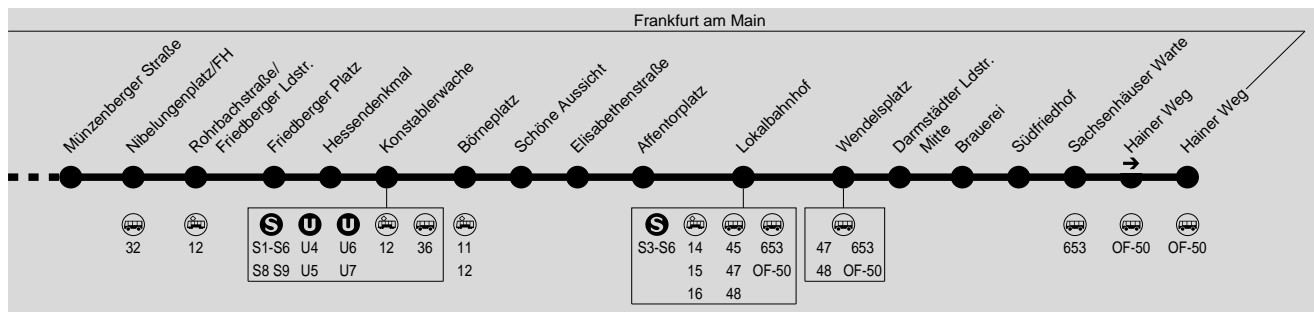 Frankfurt am Main
Münzenberger Straße
Nibelungenplatz/FH
Rohrbachstraße/
Friedberger Ldstr.
Friedberger Platz
Hessendenkmal
Konstablerwache
Börneplatz
Schöne Aussicht
Elisabethenstraße
Affentorplatz
Lokalbahnhof
Wendelsplatz
Darmstädter Ldstr.
Mitte
Brauerei
Südfriedhof
Sachsenhäuser Warte
Hainer Weg
Hainer Weg
32
12
S U U
S1-S6 U4 U6 12 36
S8 S9 U5 U7
11
12
S
S3-S6 14 45 653
15 47 OF-50
16 48
47 653
48 OF-50
653
OF-50
OF-50